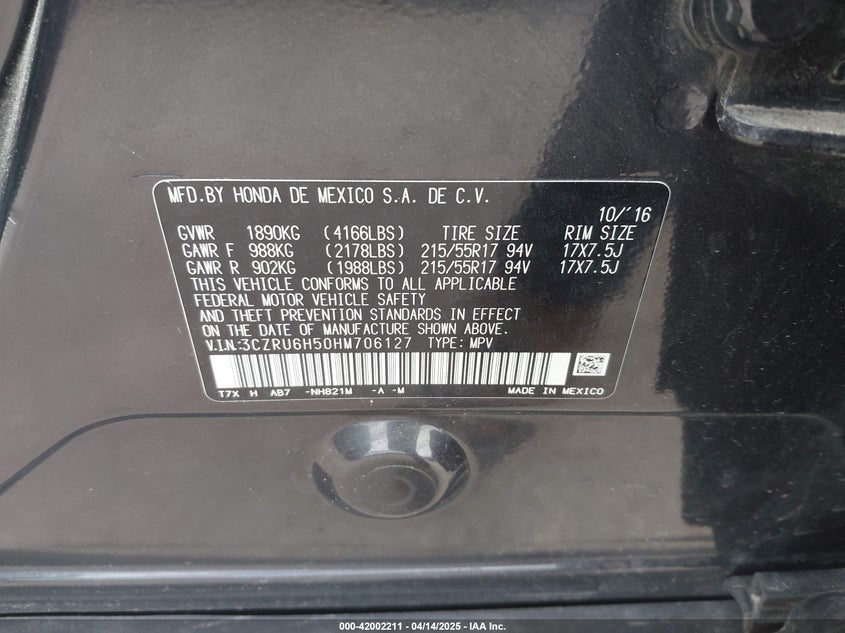 MFD.BY HONDA DE MEXICO S.A. DE C.V.
10/'16
GVWR 1890KG (4166LBS) TIRE SIZE RIM SIZE
GAWR F 988KG (2178LBS) 215/55R17 94V 17X7.5J
GAWR R 902KG (1988LBS) 215/55R17 94V 17X7.5J
THIS VEHICLE CONFORMS TO ALL APPLICABLE
FEDERAL MOTOR VEHICLE SAFETY
AND THEFT PREVENTION STANDARDS IN EFFECT
ON THE DATE OF MANUFACTURE SHOWN ABOVE.
V.I.N.:3CZRU6H50HM706127 TYPE: MPV
T7X H AB7 -NH821M -A -M MADE IN MEXICO
000-42002211 - 04/14/2025 - IAA Inc.